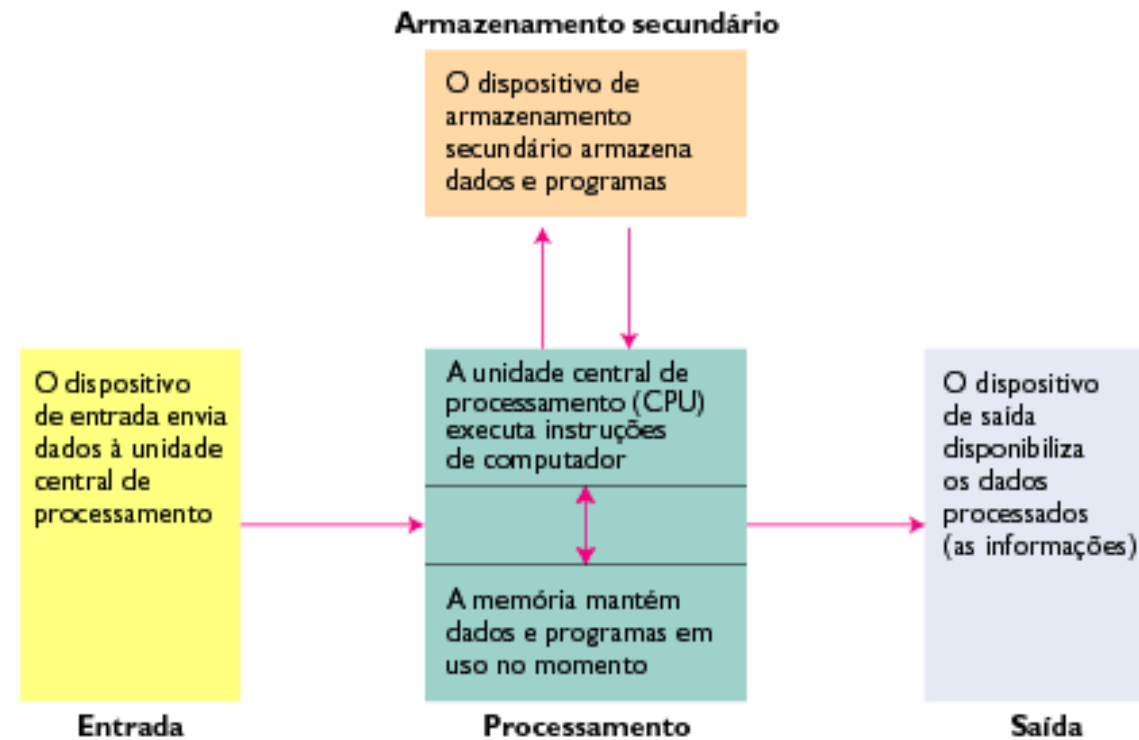 Armazenamento secundário
O dispositivo de
armazenamento
secundário armazena
dados e programas
O dispositivo
de entrada envia
dados à unidade
central de
processamento
A unidade central de
processamento (CPU)
executa instruções
de computador
A memória mantém
dados e programas em
uso no momento
O dispositivo
de saída
disponibiliza
os dados
processados
(as informações)
Entrada
Processamento
Saída